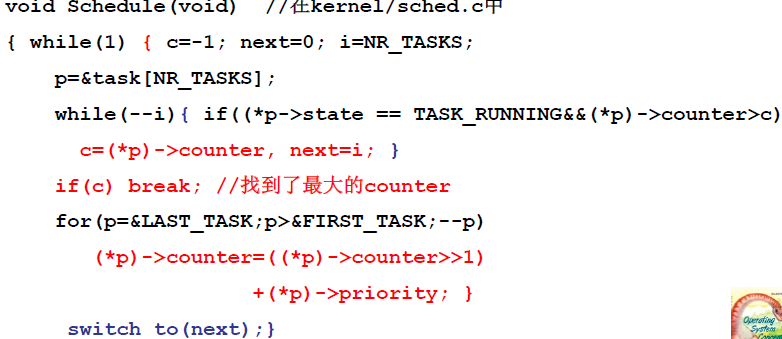 void Schedule(void)  //在kernel/sched.c中
{ while(1) { c=-1; next=0; i=NR_TASKS;
p=&task[NR_TASKS];
while(--i){ if((*p->state == TASK_RUNNING&&(*p)->counter>c)
c=(*p)->counter, next=i; }
if(c) break; //找到了最大的counter
for(p=&LAST_TASK;p>&FIRST_TASK;--p)
(*p)->counter=((*p)->counter>>1)
+(*p)->priority; }
switch to(next);}
Operating
System